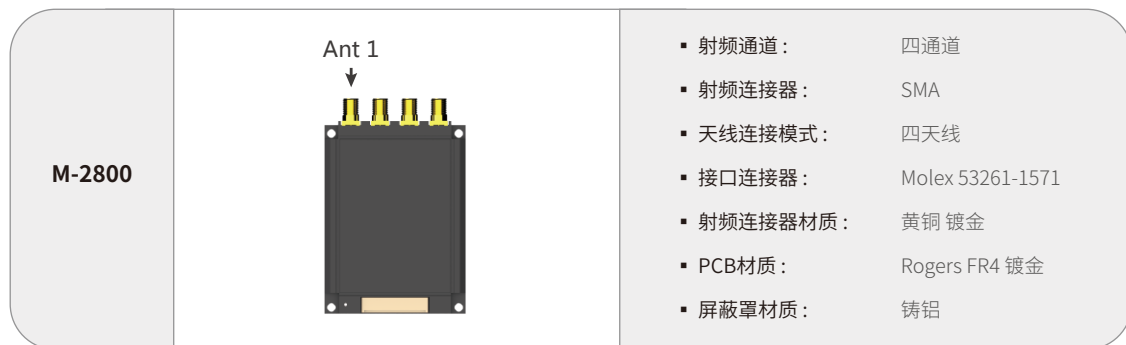 M-2800
Ant 1
▪ 射频通道 : 四通道
▪ 射频连接器 : SMA
▪ 天线连接模式 : 四天线
▪ 接口连接器 : Molex 53261-1571
▪ 射频连接器材质 : 黄铜 镀金
▪ PCB材质 : Rogers FR4 镀金
▪ 屏蔽罩材质 : 铸铝